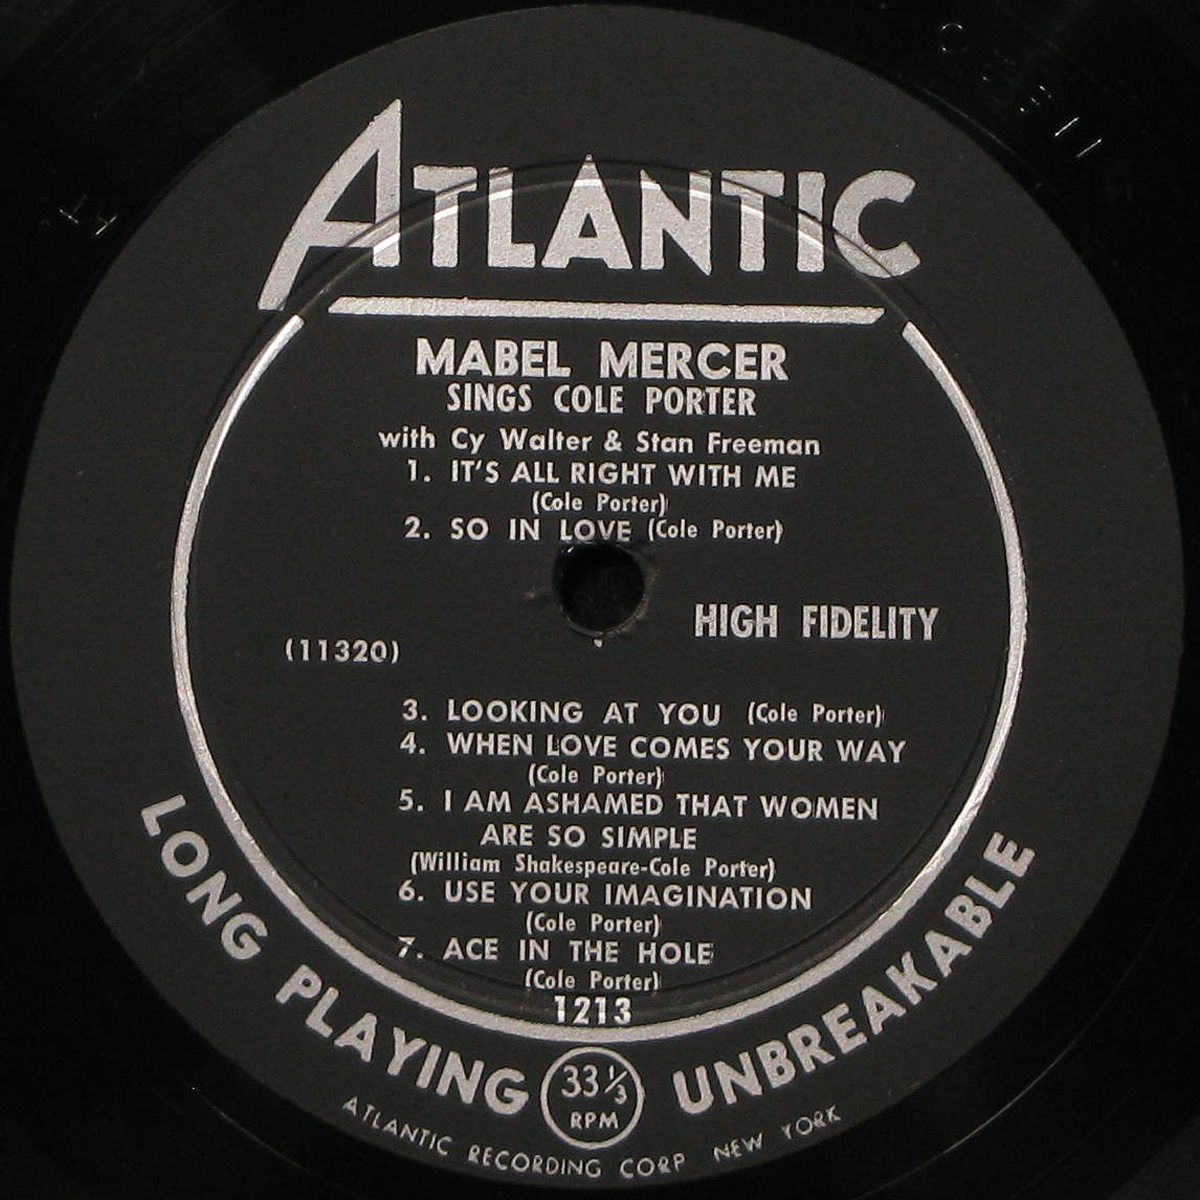 ATLANTIC
MABEL MERCER
SINGS COLE PORTER
with Cy Walter & Stan Freeman
1. IT'S ALL RIGHT WITH ME
(Cole Porter)
2. SO IN LOVE (Cole Porter)
HIGH FIDELITY
(11320)
3. LOOKING AT YOU (Cole Porter)
4. WHEN LOVE COMES YOUR WAY
(Cole Porter)
5. I AM ASHAMED THAT WOMEN
ARE SO SIMPLE
(William Shakespeare-Cole Porter)
6. USE YOUR IMAGINATION
(Cole Porter)
7. ACE IN THE HOLE
(Cole Porter)
1213
LONG PLAYING
33 1/3
RPM
UNBREAKABLE
ATLANTIC RECORDING CORP NEW YORK